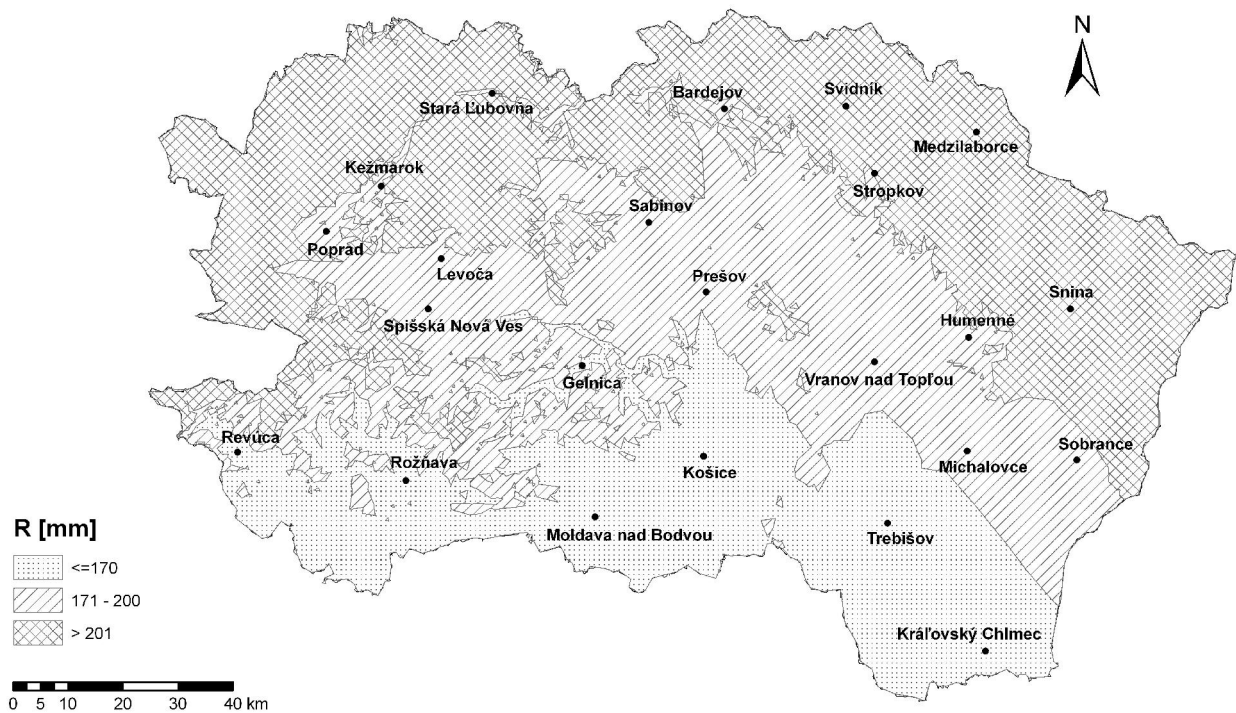 N
Bardejov
Svidník
Stará Ľubovňa
Medzilaborce
Kežmarok
Stropkov
Sabinov
Poprad
Levoča
Prešov
Snina
Spišská Nová Ves
Humenné
Gelnica
Vranov nad Topľou
Revúca
Rožňava
Košice
Michalovce
Sobrance
Moldava nad Bodvou
Trebišov
Kráľovský Chlmec
R [mm]
<=170
171 - 200
> 201
0 5 10 20 30 40 km